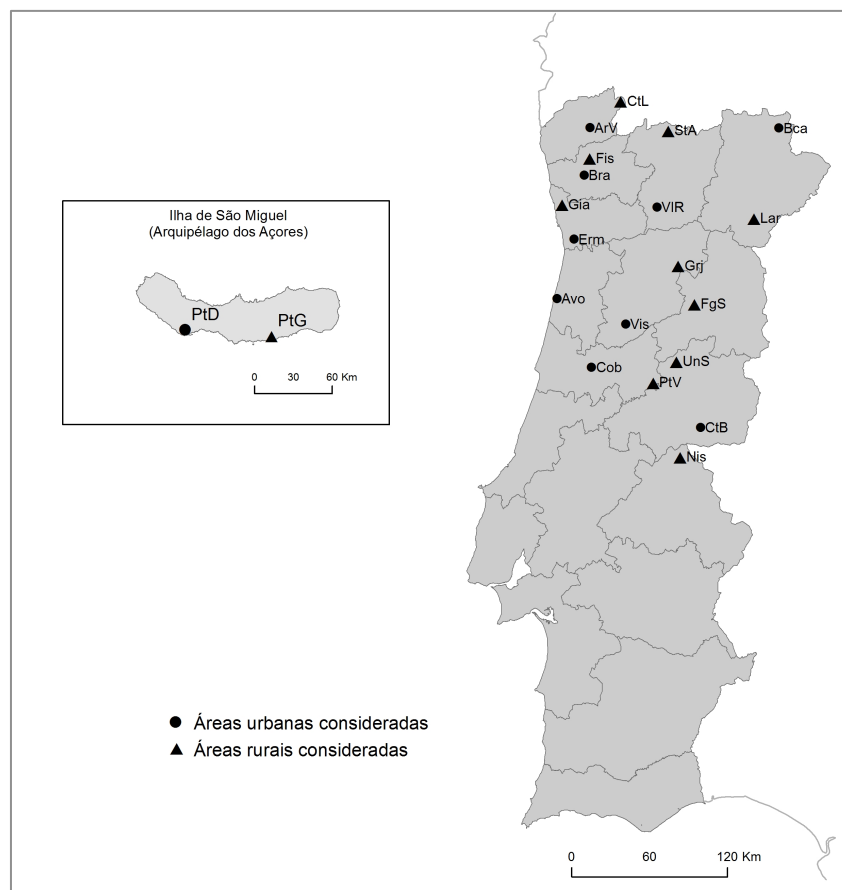 CtL
ArV
StA
Bca
Fis
Bra
Gia
VlR
Lar
Erm
Ilha de São Miguel
(Arquipélago dos Açores)
Grj
Avo
FgS
PtD
PtG
Vis
UnS
Cob
PtV
0 30 60 Km
CtB
Nis
Áreas urbanas consideradas
Áreas rurais consideradas
0 60 120 Km